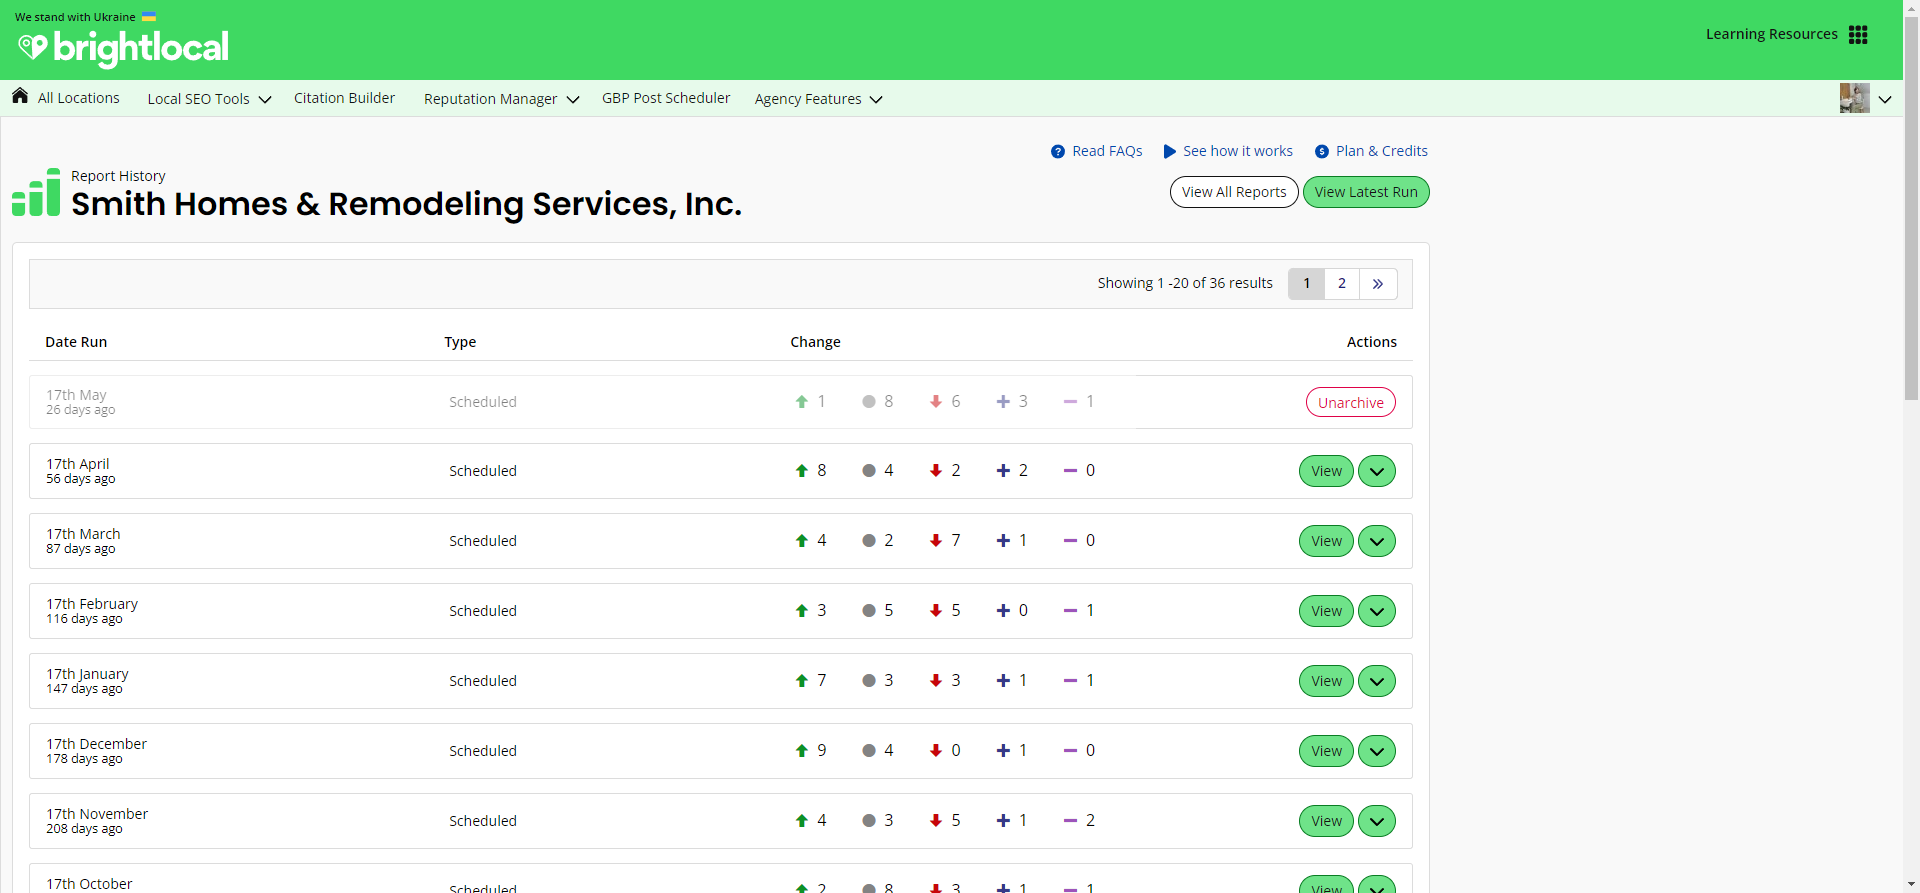 We stand with Ukraine
brightlocal
Learning Resources
All Locations Local SEO Tools Citation Builder Reputation Manager GBP Post Scheduler Agency Features
Read FAQs See how it works Plan & Credits
Report History
Smith Homes & Remodeling Services, Inc.
View All Reports View Latest Run
Showing 1 -20 of 36 results 1 2 »
Date Run Type Change Actions
17th May
26 days ago
Scheduled 1 8 6 3 1 Unarchive
17th April
56 days ago
Scheduled 8 4 2 2 0 View
17th March
87 days ago
Scheduled 4 2 7 1 0 View
17th February
116 days ago
Scheduled 3 5 5 0 1 View
17th January
147 days ago
Scheduled 7 3 3 1 1 View
17th December
178 days ago
Scheduled 9 4 0 1 0 View
17th November
208 days ago
Scheduled 4 3 5 1 2 View
17th October
Scheduled 2 8 3 1 1 View